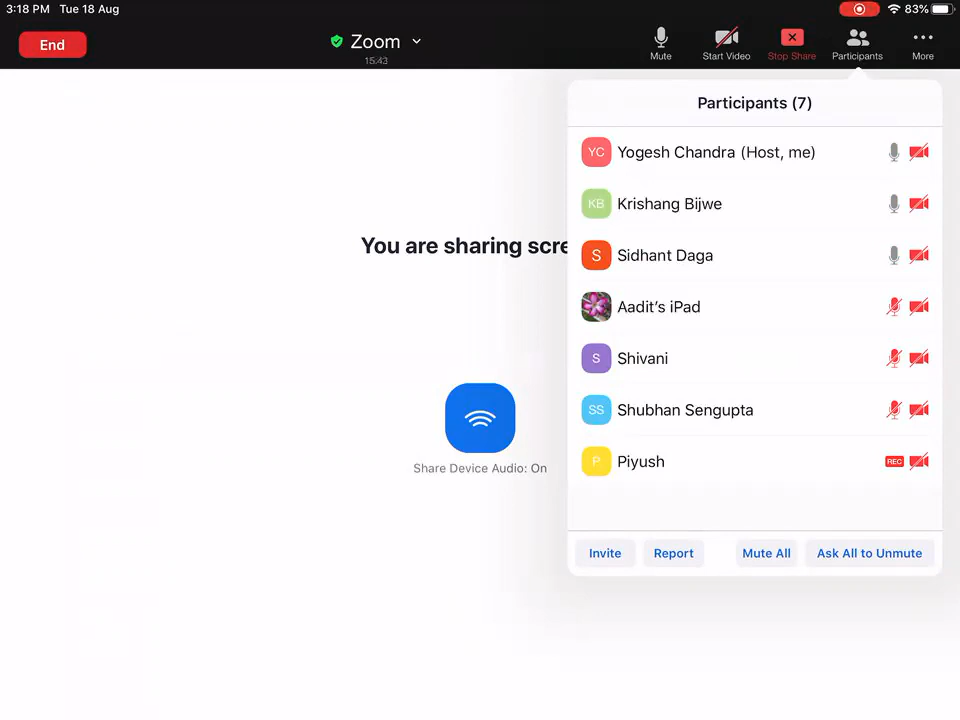 3:18 PM Tue 18 Aug
83%
End
Zoom
15:43
Mute
Start Video
Stop Share
Participants
More
Participants (7)
YC Yogesh Chandra (Host, me)
KB Krishang Bijwe
S Sidhant Daga
Aadit’s iPad
S Shivani
SS Shubhan Sengupta
P Piyush
REC
You are sharing scre
Share Device Audio: On
Invite
Report
Mute All
Ask All to Unmute